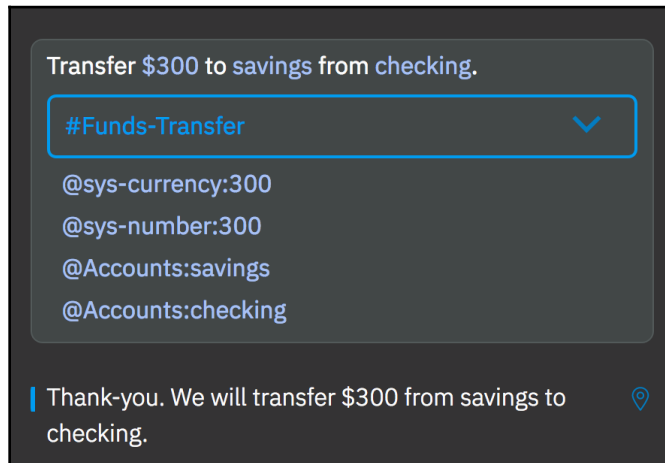 Transfer $300 to savings from checking.
#Funds-Transfer
@sys-currency:300
@sys-number:300
@Accounts:savings
@Accounts:checking
Thank-you. We will transfer $300 from savings to
checking.